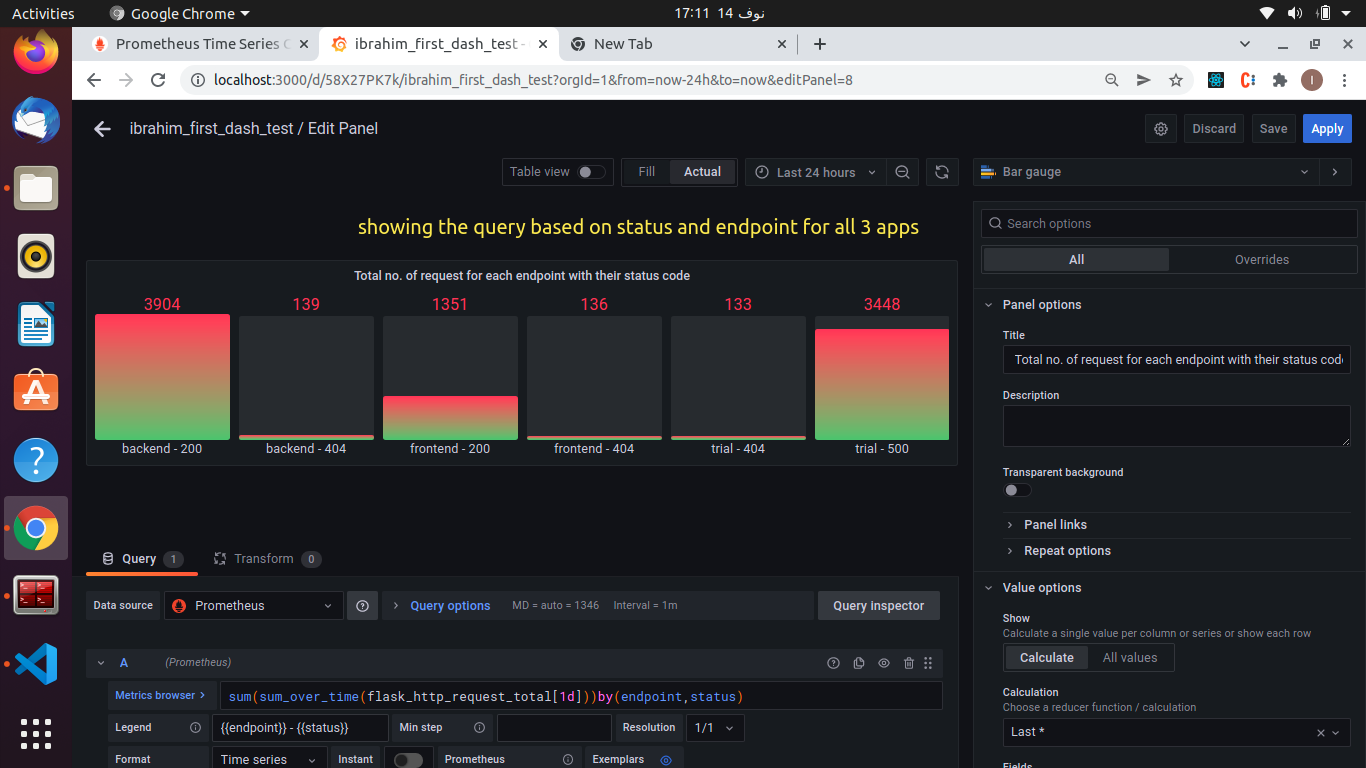 Activities
Google Chrome
17:11 14 نوف
Prometheus Time Series C
ibrahim_first_dash_test -
New Tab
localhost:3000/d/58X27PK7k/ibrahim_first_dash_test?orgId=1&from=now-24h&to=now&editPanel=8
I
ibrahim_first_dash_test / Edit Panel
Discard
Save
Apply
Table view
Fill
Actual
Last 24 hours
Bar gauge
showing the query based on status and endpoint for all 3 apps
Search options
All
Overrides
Total no. of request for each endpoint with their status code
3904 139 1351 136 133 3448
backend - 200 backend - 404 frontend - 200 frontend - 404 trial - 404 trial - 500
Panel options
Title
Total no. of request for each endpoint with their status code
Description
Transparent background
Panel links
Repeat options
Value options
Show
Calculate a single value per column or series or show each row
Calculate
All values
Calculation
Choose a reducer function / calculation
Last *
Fields
Query 1
Transform 0
Data source
Prometheus
Query options
MD = auto = 1346
Interval = 1m
Query inspector
A
(Prometheus)
Metrics browser >
sum(sum_over_time(flask_http_request_total[1d]))by(endpoint,status)
Legend
{{endpoint}} - {{status}}
Min step
Resolution
1/1
Format
Time series
Instant
Prometheus
Exemplars